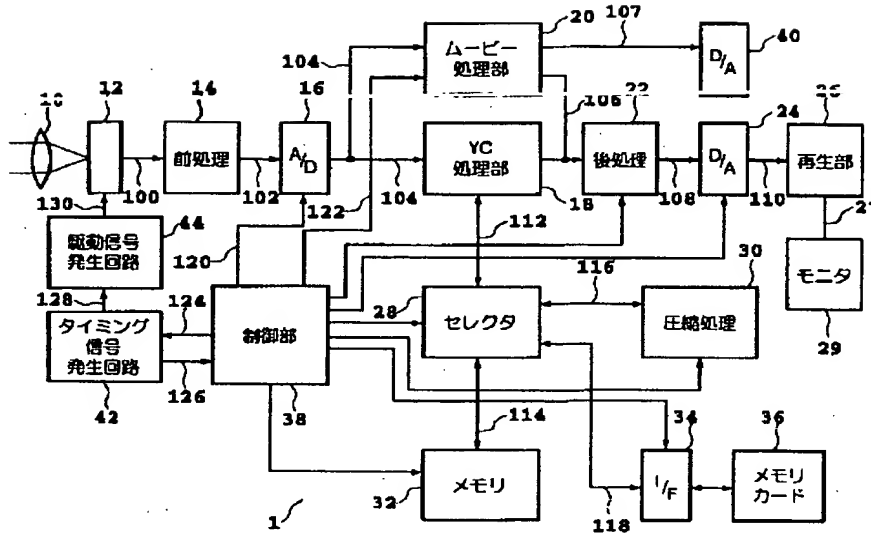 20
107
40
104
ムービー
処理部
D/A
10
12
14
16
22
24
26
106
前処理
A/D
YC
処理部
後処理
D/A
再生部
100
102
104
108
110
130
122
18
44
駆動信号
発生回路
120
112
30
モニタ
29
128
124
28
116
タイミング
信号
発生回路
制御部
セレクタ
圧縮処理
126
42
38
114
34
36
32
メモリ
I/F
メモリ
カード
1
118